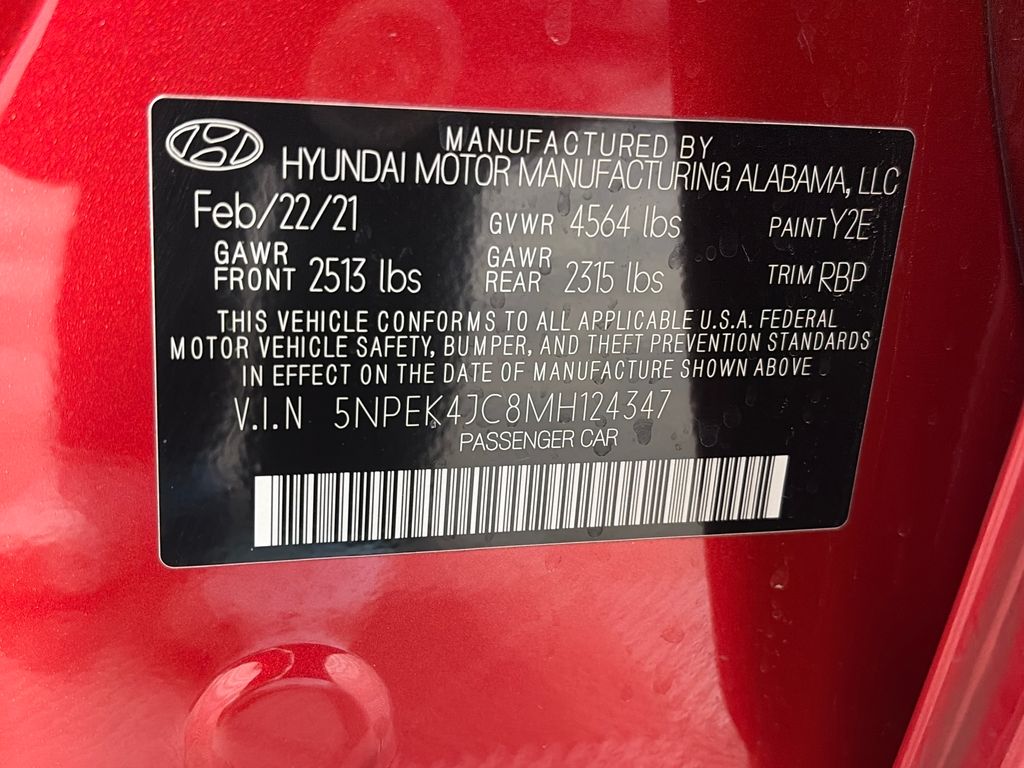 MANUFACTURED BY
HYUNDAI MOTOR MANUFACTURING ALABAMA, LLC
Feb/22/21 GVWR 4564 lbs PAINT Y2E
GAWR FRONT 2513 lbs GAWR REAR 2315 lbs TRIM RBP
THIS VEHICLE CONFORMS TO ALL APPLICABLE U.S.A. FEDERAL
MOTOR VEHICLE SAFETY, BUMPER, AND THEFT PREVENTION STANDARDS
IN EFFECT ON THE DATE OF MANUFACTURE SHOWN ABOVE
V.I.N 5NPEK4JC8MH124347
PASSENGER CAR